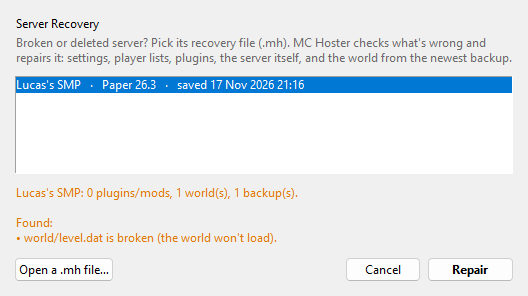 Server Recovery
Broken or deleted server? Pick its recovery file (.mh). MC Hoster checks what's wrong and
repairs it: settings, player lists, plugins, the server itself, and the world from the newest backup.
Lucas's SMP · Paper 26.3 · saved 17 Nov 2026 21:16
Lucas's SMP: 0 plugins/mods, 1 world(s), 1 backup(s).
Found:
• world/level.dat is broken (the world won't load).
Open a .mh file... Cancel Repair